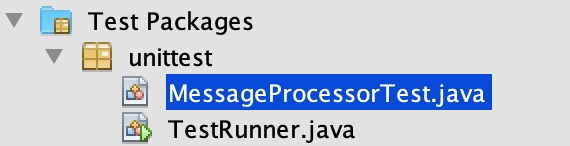 Test Packages
unittest
MessageProcessorTest.java
TestRunner.java